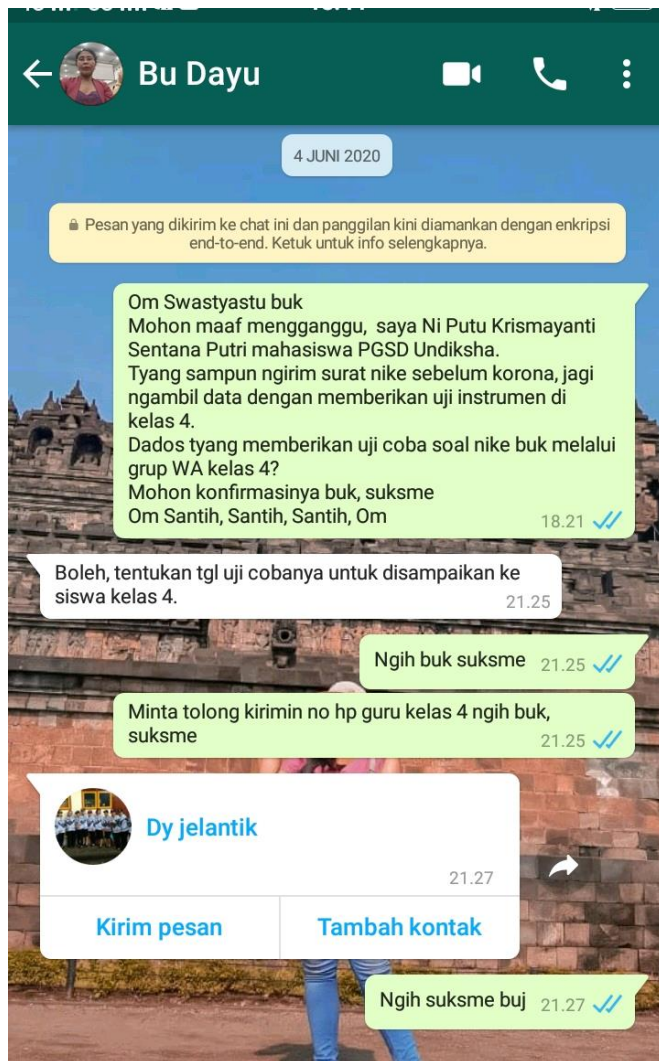 Bu Dayu
4 JUNI 2020
Pesan yang dikirim ke chat ini dan panggilan kini diamankan dengan enkripsi
end-to-end. Ketuk untuk info selengkapnya.
Om Swastyastu buk
Mohon maaf mengganggu, saya Ni Putu Krismayanti
Sentana Putri mahasiswa PGSD Undiksha.
Tyang sampun ngirim surat nike sebelum korona, jagi
ngambil data dengan memberikan uji instrumen di
kelas 4.
Dados tyang memberikan uji coba soal nike buk melalui
grup WA kelas 4?
Mohon konfirmasinya buk, suksme
Om Santih, Santih, Santih, Om
18.21
Boleh, tentukan tgl uji cobanya untuk disampaikan ke
siswa kelas 4.
21.25
Ngih buk suksme 21.25
Minta tolong kirimin no hp guru kelas 4 ngih buk,
suksme
21.25
Dy jelantik
21.27
Kirim pesan Tambah kontak
Ngih suksme buj 21.27